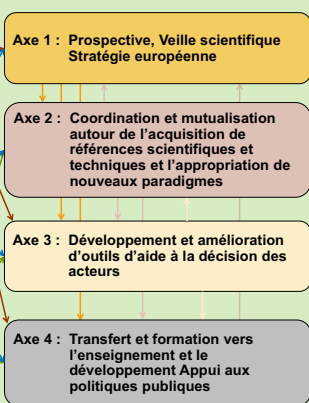 Axe 1 : Prospective, Veille scientifique
Stratégie européenne
Axe 2 : Coordination et mutualisation
autour de l'acquisition de
références scientifiques et
techniques et l'appropriation de
nouveaux paradigmes
Axe 3 : Développement et amélioration
d'outils d'aide à la décision des
acteurs
Axe 4 : Transfert et formation vers
l'enseignement et le
développement Appui aux
politiques publiques